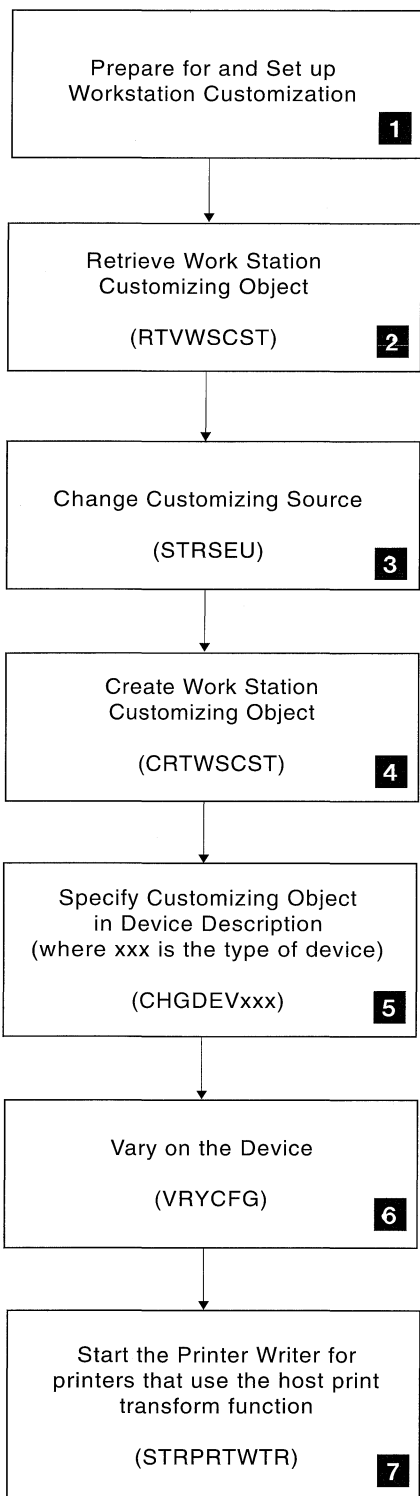 Prepare for and Set up
Workstation Customization
1
Retrieve Work Station
Customizing Object
(RTVWSCST)
2
Change Customizing Source
(STRSEU)
3
Create Work Station
Customizing Object
(CRTWSCST)
4
Specify Customizing Object
in Device Description
(where xxx is the type of device)
(CHGDEVxxx)
5
Vary on the Device
(VRYCFG)
6
Start the Printer Writer for
printers that use the host print
transform function
(STRPRTWTR)
7